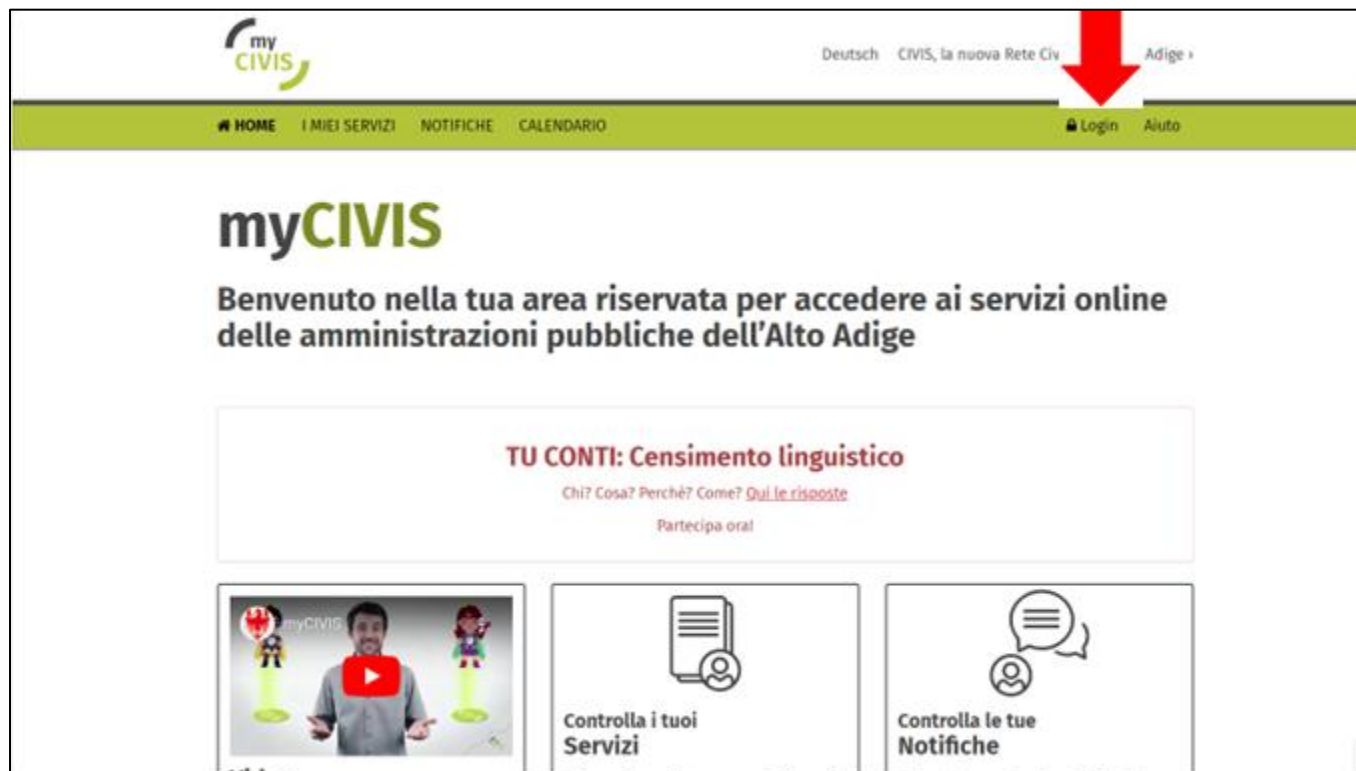 my
CIVIS
Deutsch CIVIS, la nuova Rete Civ Adige ›
HOME I MIEI SERVIZI NOTIFICHE CALENDARIO Login Aiuto
myCIVIS
Benvenuto nella tua area riservata per accedere ai servizi online
delle amministrazioni pubbliche dell’Alto Adige
TU CONTI: Censimento linguistico
Chi? Cosa? Perchè? Come? Qui le risposte
Partecipa ora!
myCIVIS
Controlla i tuoi
Servizi
Controlla le tue
Notifiche